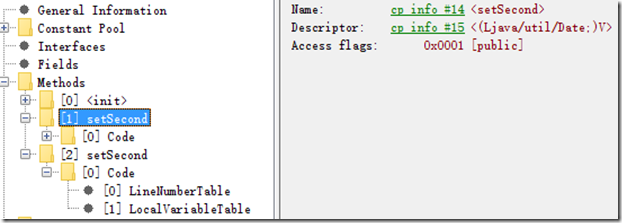 General Information
Constant Pool
Interfaces
Fields
Methods
[0] <init>
[1] setSecond
[0] Code
[2] setSecond
[0] Code
[0] LineNumberTable
[1] LocalVariableTable
Name: cp info #14 <setSecond>
Descriptor: cp info #15 <(Ljava/util/Date;)V>
Access flags: 0x0001 [public]